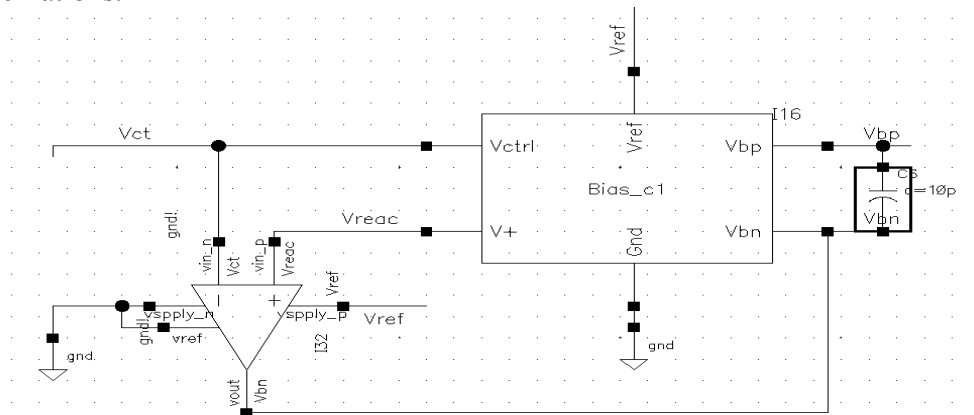 Vref
I16
Vct
Vbp
Vctrl
Vref
Vbp
C6
c=10p
Bias_c1
Vreac
V+
Gnd
Vbn
Vbn
gnd!
vin_n
Vct
vin_p
Vreac
Vref
vspply_n
vspply_p
Vref
gnd!
vref
I32
gnd
gnd
vout
Vbn